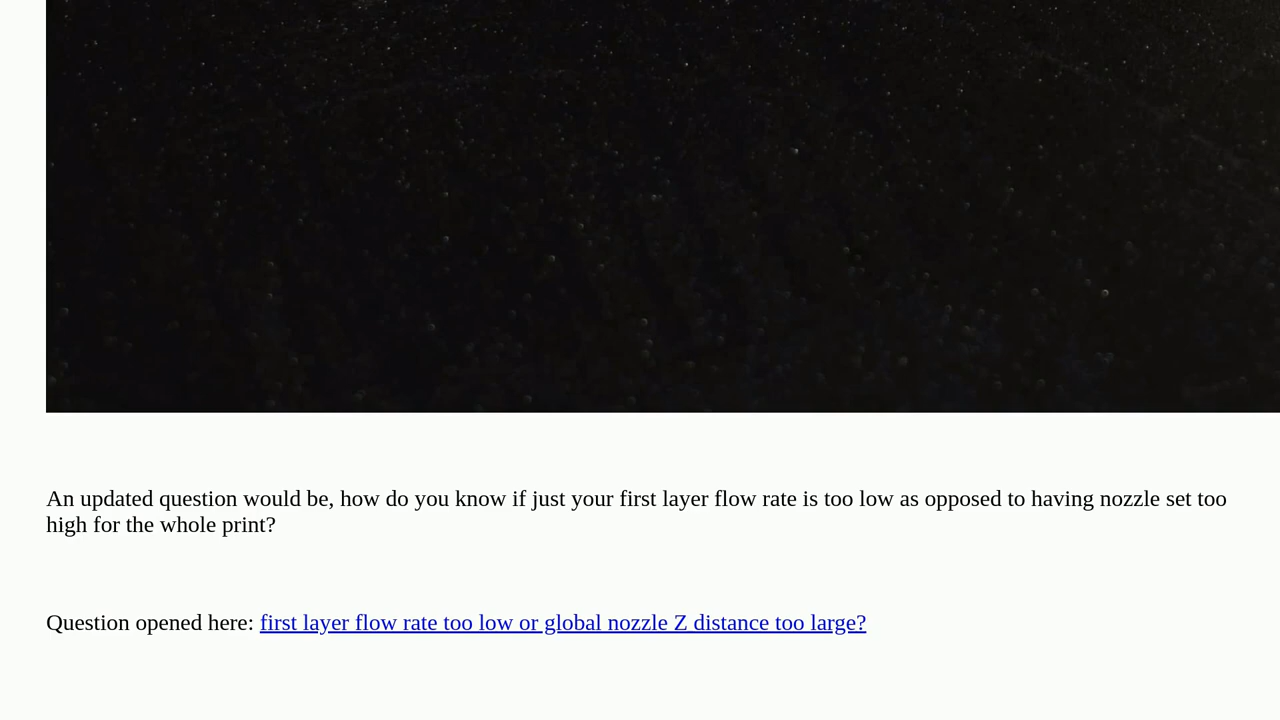 An updated question would be, how do you know if just your first layer flow rate is too low as opposed to having nozzle set too
high for the whole print?
Question opened here: first layer flow rate too low or global nozzle Z distance too large?